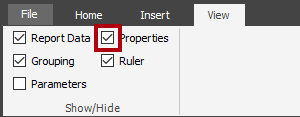 File Home Insert View
Report Data Properties
Grouping Ruler
Parameters
Show/Hide